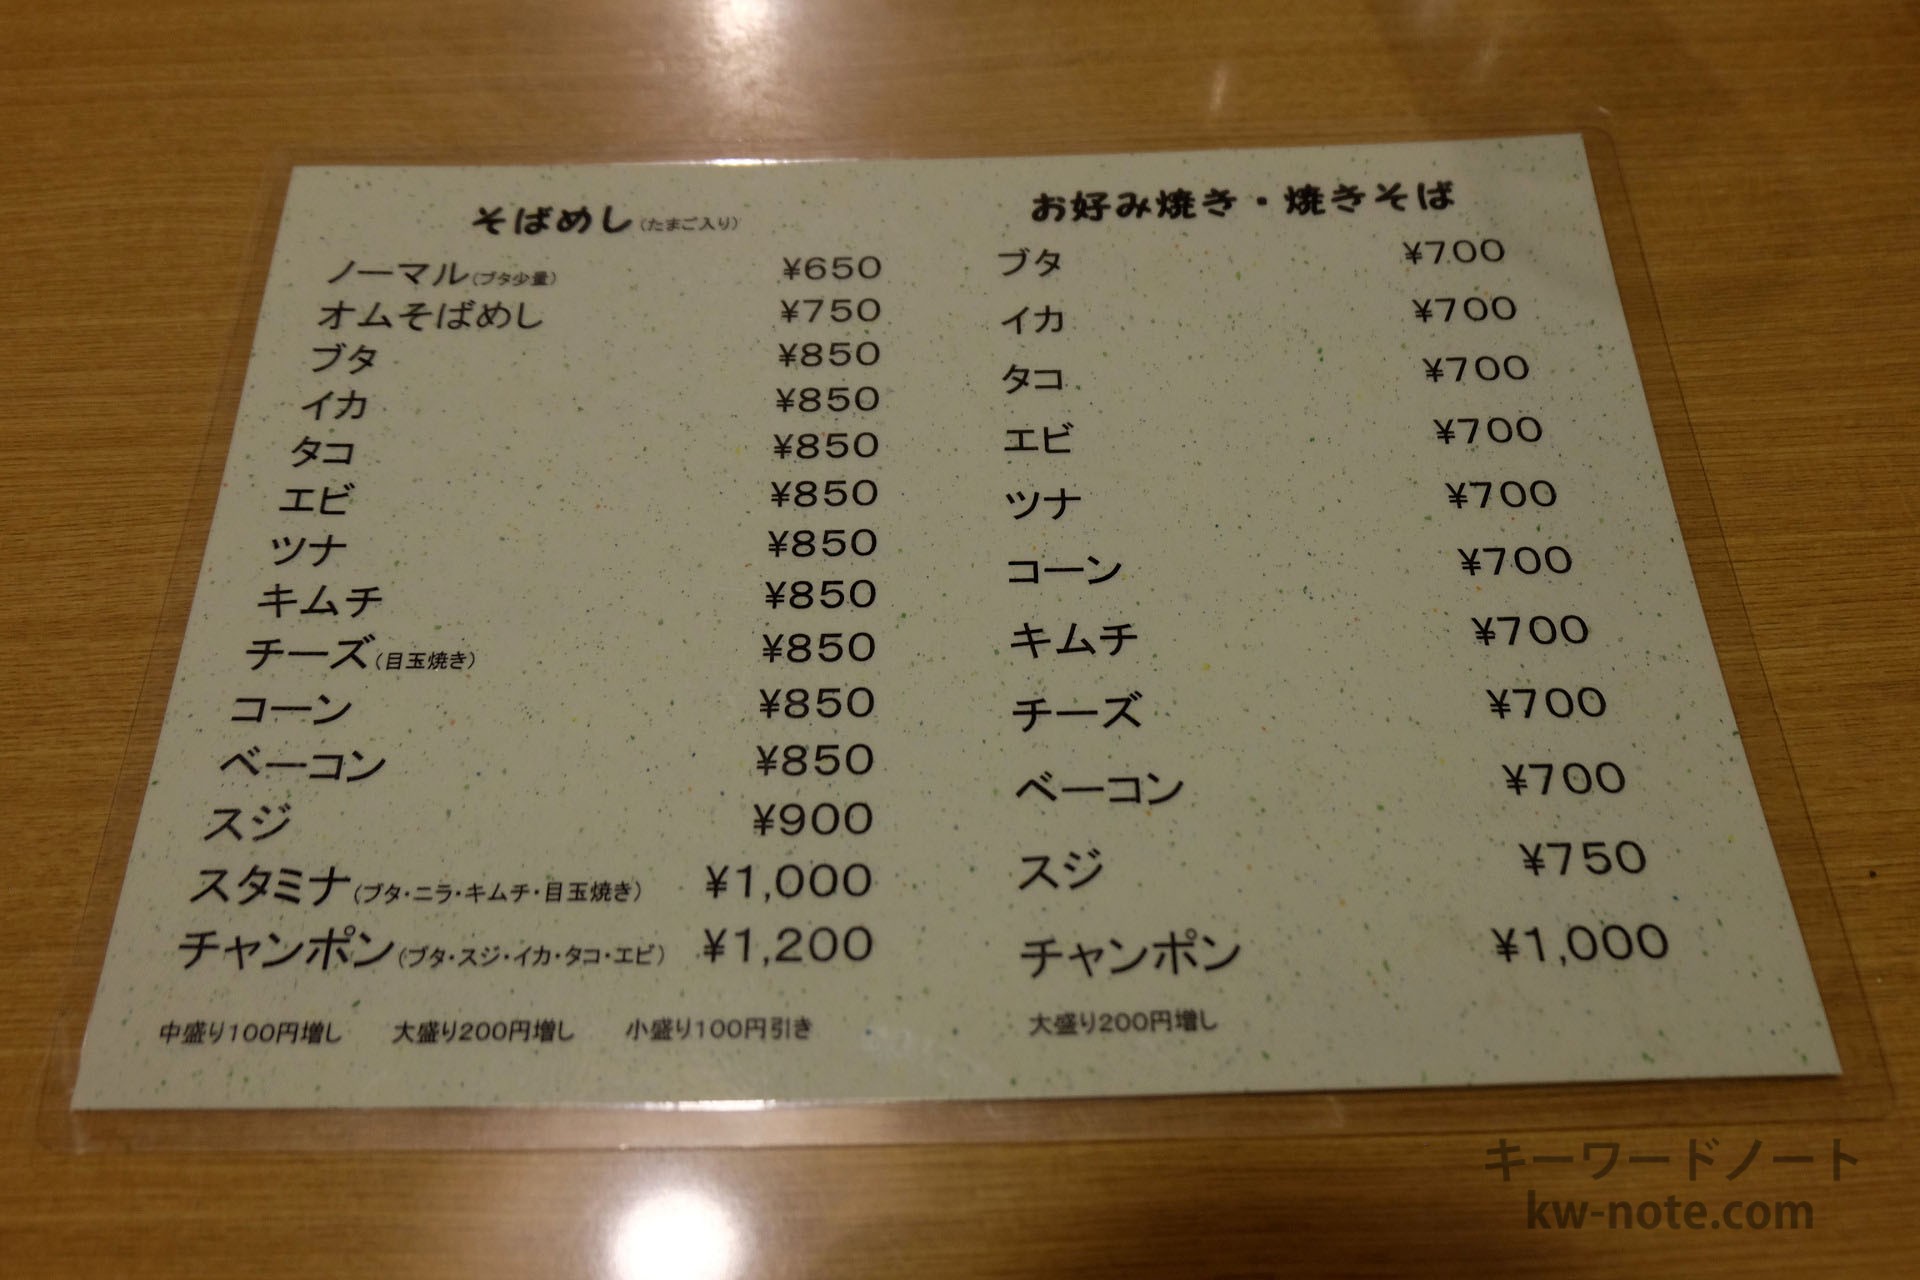 そばめし(たまご入り)
ノーマル(ブタ少量) ¥650
オムそばめし ¥750
ブタ ¥850
イカ ¥850
タコ ¥850
エビ ¥850
ツナ ¥850
キムチ ¥850
チーズ(目玉焼き) ¥850
コーン ¥850
ベーコン ¥850
スジ ¥900
スタミナ(ブタ・ニラ・キムチ・目玉焼き) ¥1,000
チャンポン(ブタ・スジ・イカ・タコ・エビ) ¥1,200
中盛り100円増し 大盛り200円増し 小盛り100円引き
お好み焼き・焼きそば
ブタ ¥700
イカ ¥700
タコ ¥700
エビ ¥700
ツナ ¥700
コーン ¥700
キムチ ¥700
チーズ ¥700
ベーコン ¥700
スジ ¥750
チャンポン ¥1,000
大盛り200円増し
キーワードノート
kw-note.com